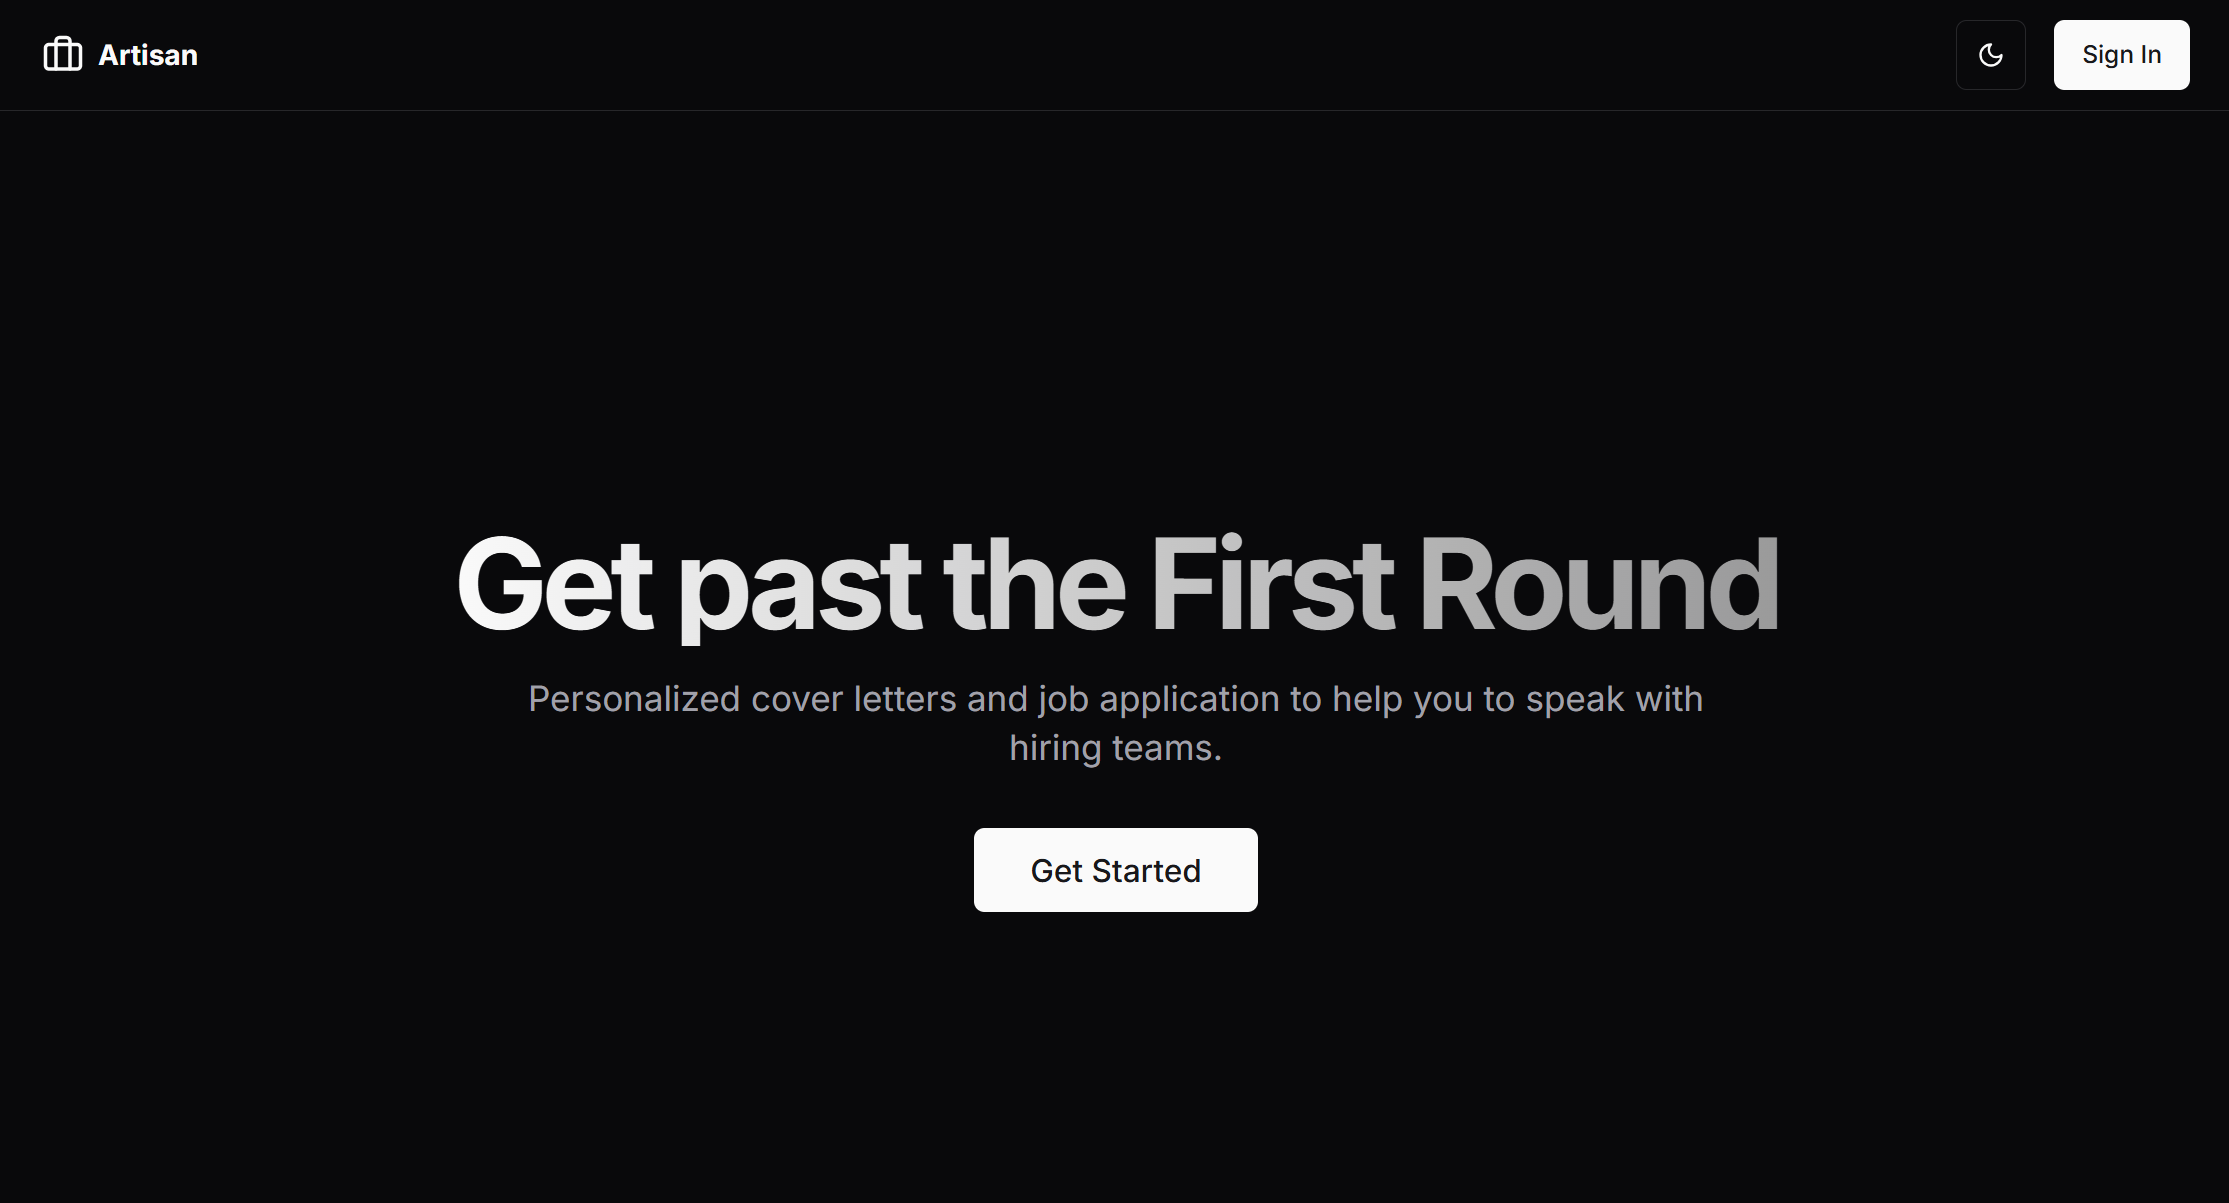 Artisan
Sign In
Get past the First Round
Personalized cover letters and job application to help you to speak with
hiring teams.
Get Started